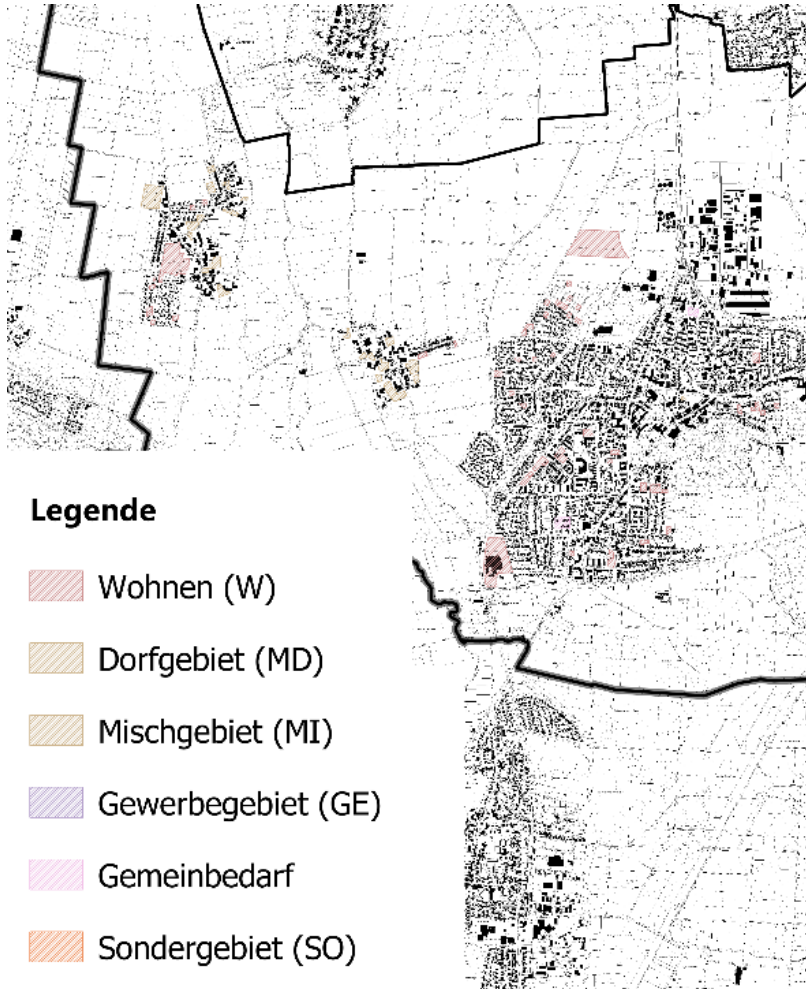 Legende
Wohnen (W)
Dorfgebiet (MD)
Mischgebiet (MI)
Gewerbegebiet (GE)
Gemeinbedarf
Sondergebiet (SO)